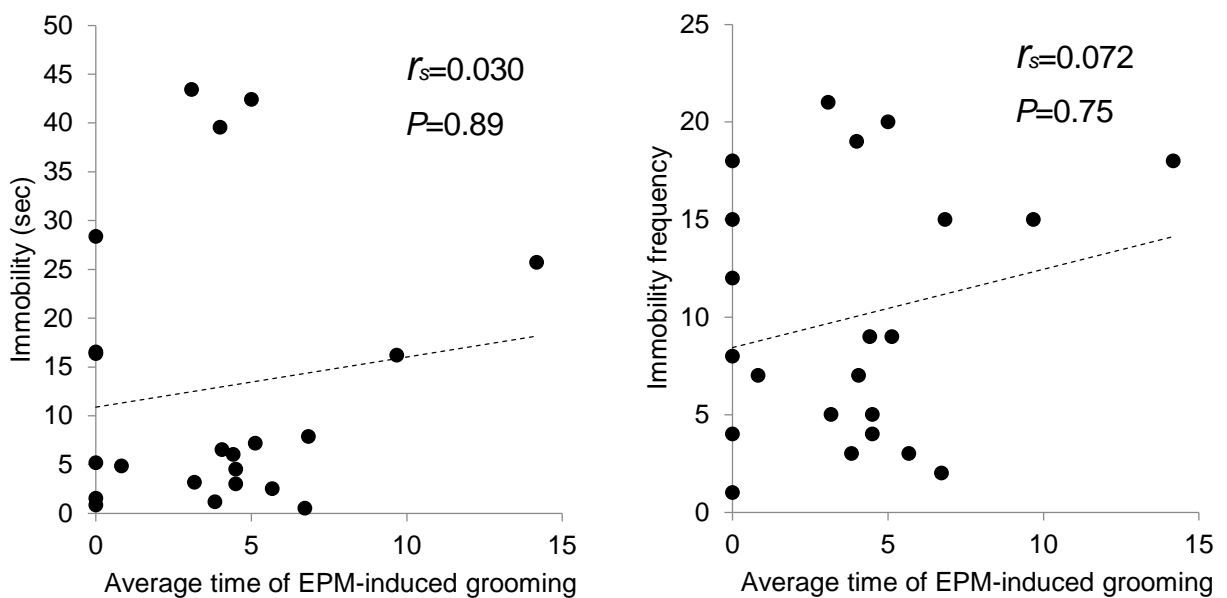 50
45
40
35
30
25
20
15
10
5
0
Immobility (sec)
rs=0.030
P=0.89
0 5 10 15
Average time of EPM-induced grooming
25
20
15
10
5
0
Immobility frequency
rs=0.072
P=0.75
0 5 10 15
Average time of EPM-induced grooming